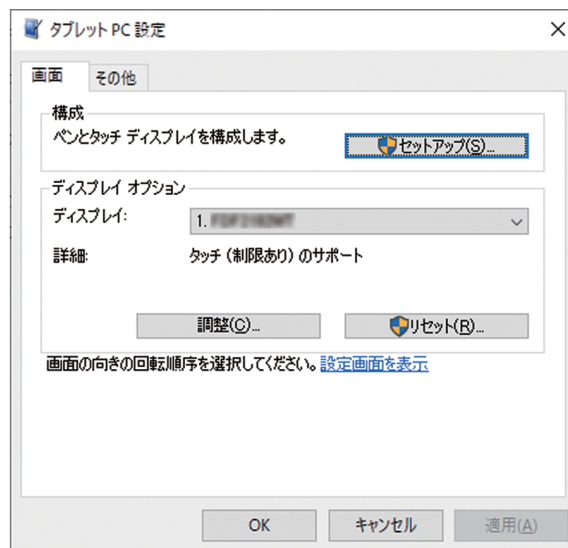 タブレット PC 設定
画面
その他
構成
ペンとタッチ ディスプレイを構成します。
セットアップ(S)...
ディスプレイ オプション
ディスプレイ:
1.
詳細:
タッチ (制限あり) のサポート
調整(C)...
リセット(R)...
画面の向きの回転順序を選択してください。設定画面を表示
OK
キャンセル
適用(A)